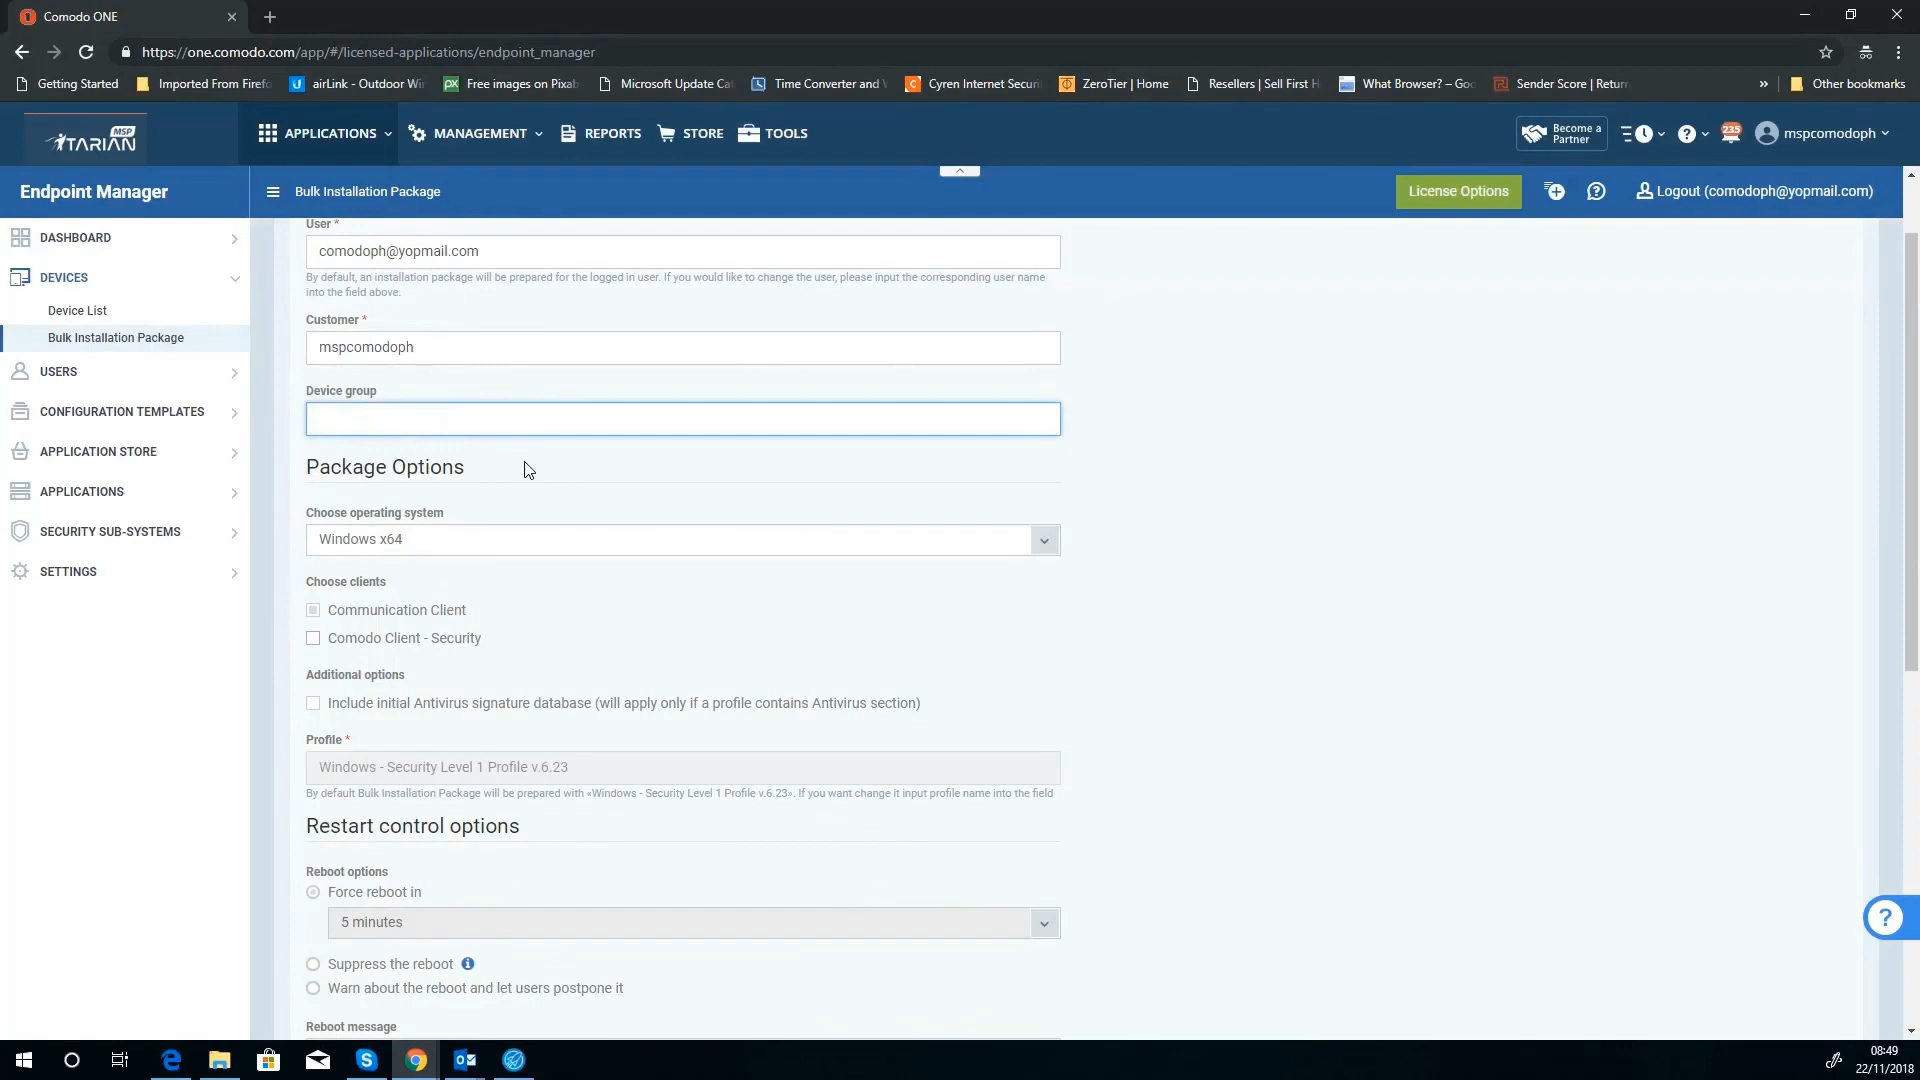 Comodo ONE
https://one.comodo.com/app/#/licensed-applications/endpoint_manager
Getting Started
Imported From Firefo
airLink - Outdoor Wi
Free images on Pixab
Microsoft Update Cat
Time Converter and
Cyren Internet Securi
ZeroTier | Home
Resellers | Sell First H
What Browser? – Goo
Sender Score | Return
»
Other bookmarks
ITARIAN MSP
APPLICATIONS
MANAGEMENT
REPORTS
STORE
TOOLS
Become a
Partner
235
mspcomodoph
Endpoint Manager
Bulk Installation Package
License Options
Logout (comodoph@yopmail.com)
DASHBOARD
DEVICES
Device List
Bulk Installation Package
USERS
CONFIGURATION TEMPLATES
APPLICATION STORE
APPLICATIONS
SECURITY SUB-SYSTEMS
SETTINGS
User *
comodoph@yopmail.com
By default, an installation package will be prepared for the logged in user. If you would like to change the user, please input the corresponding user name
into the field above.
Customer *
mspcomodoph
Device group
Package Options
Choose operating system
Windows x64
Choose clients
Communication Client
Comodo Client - Security
Additional options
Include initial Antivirus signature database (will apply only if a profile contains Antivirus section)
Profile *
Windows - Security Level 1 Profile v.6.23
By default Bulk Installation Package will be prepared with «Windows - Security Level 1 Profile v.6.23». If you want change it input profile name into the field
Restart control options
Reboot options
Force reboot in
5 minutes
Suppress the reboot
Warn about the reboot and let users postpone it
Reboot message
08:49
22/11/2018